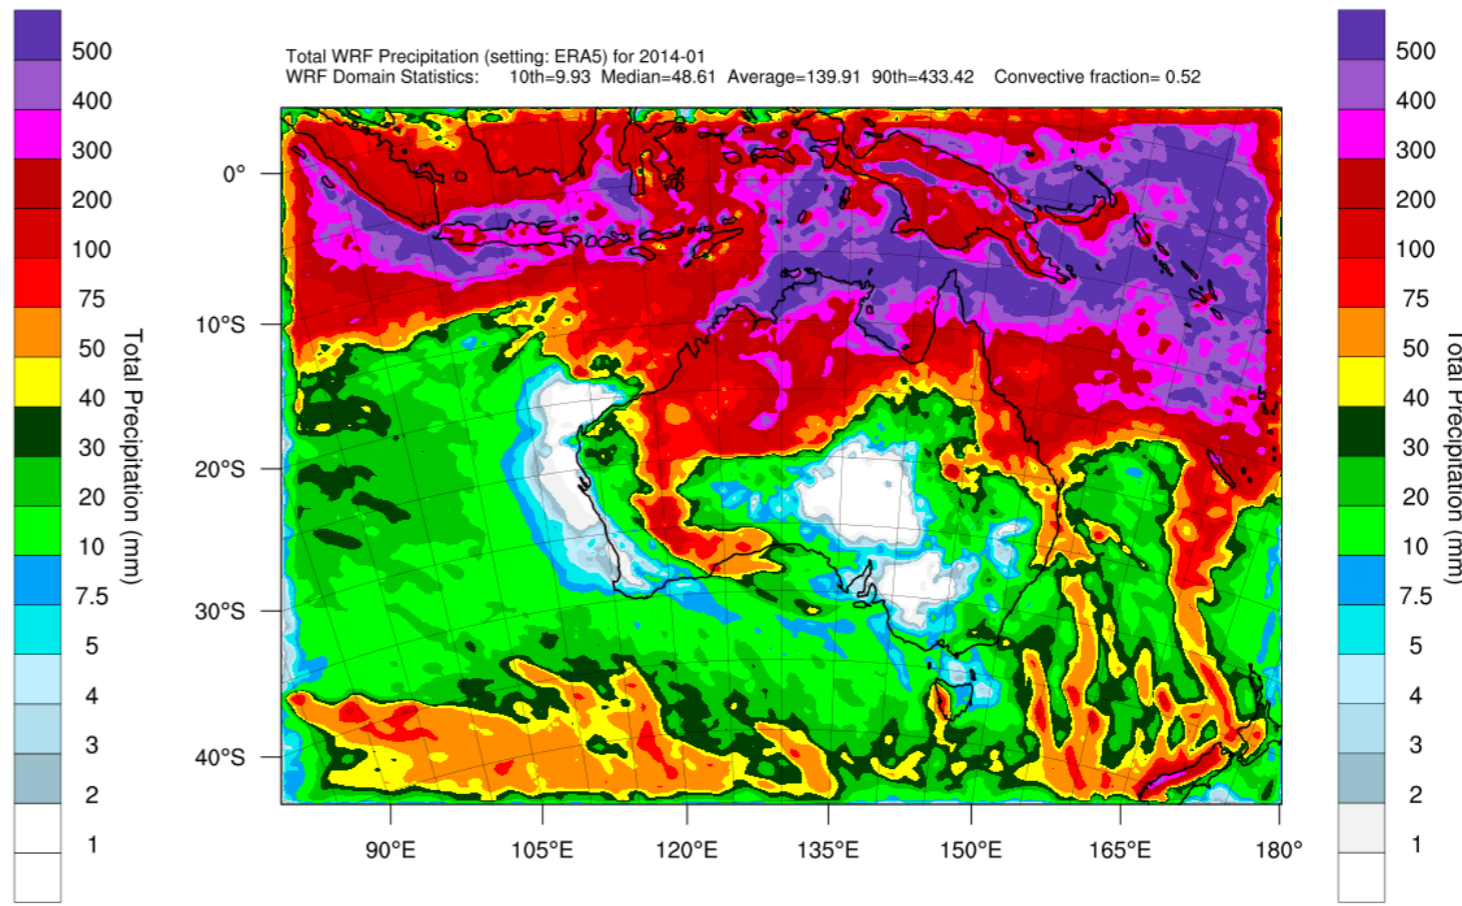 Total WRF Precipitation (setting: ERA5) for 2014-01
WRF Domain Statistics: 10th=9.93 Median=48.61 Average=139.91 90th=433.42 Convective fraction= 0.52
500
400
300
200
100
75
50
40
30
20
10
7.5
5
4
3
2
1
Total Precipitation (mm)
0°
10°S
20°S
30°S
40°S
90°E
105°E
120°E
135°E
150°E
165°E
180°
500
400
300
200
100
75
50
40
30
20
10
7.5
5
4
3
2
1
Total Precipitation (mm)